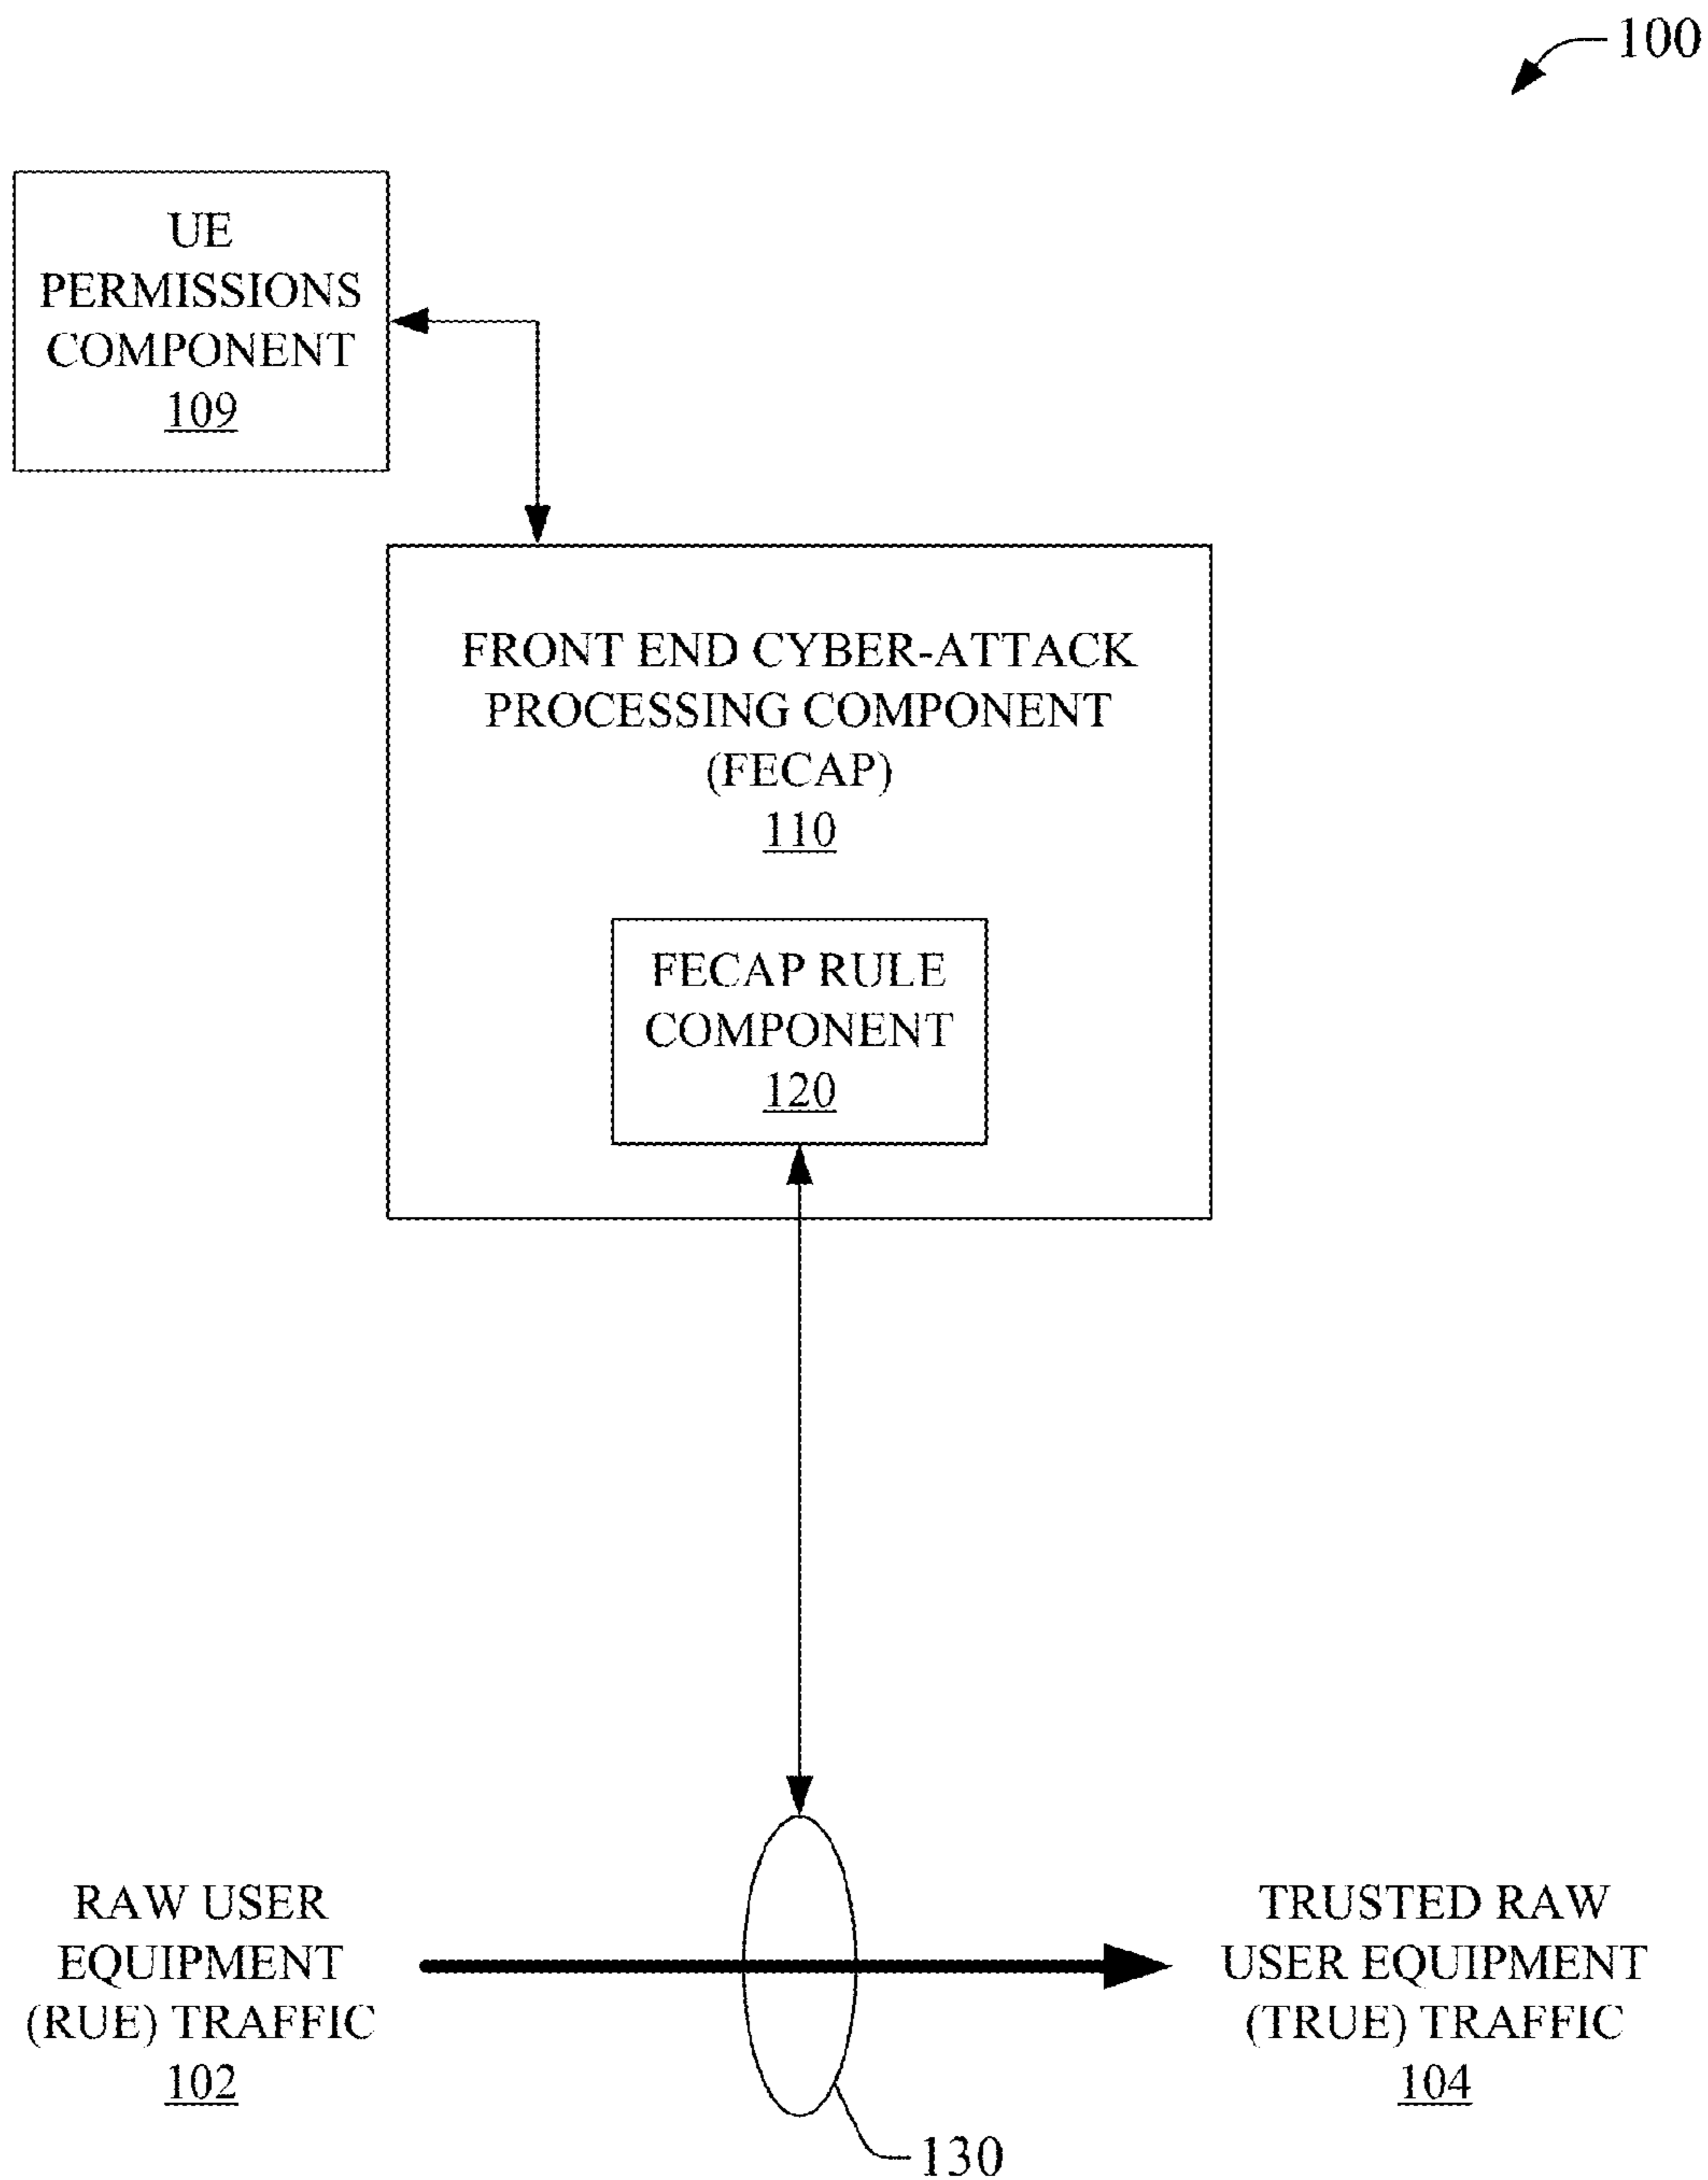 100
UE
PERMISSIONS
COMPONENT
109
FRONT END CYBER-ATTACK
PROCESSING COMPONENT
(FECAP)
110
FECAP RULE
COMPONENT
120
RAW USER
EQUIPMENT
(RUE) TRAFFIC
102
TRUSTED RAW
USER EQUIPMENT
(TRUE) TRAFFIC
104
130